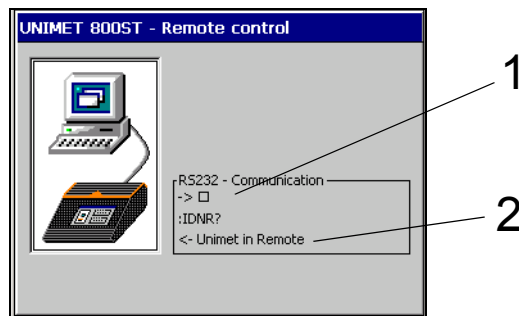 UNIMET 800ST - Remote control
1
RS232 - Communication
-> □
:IDNR?
<- Unimet in Remote
2